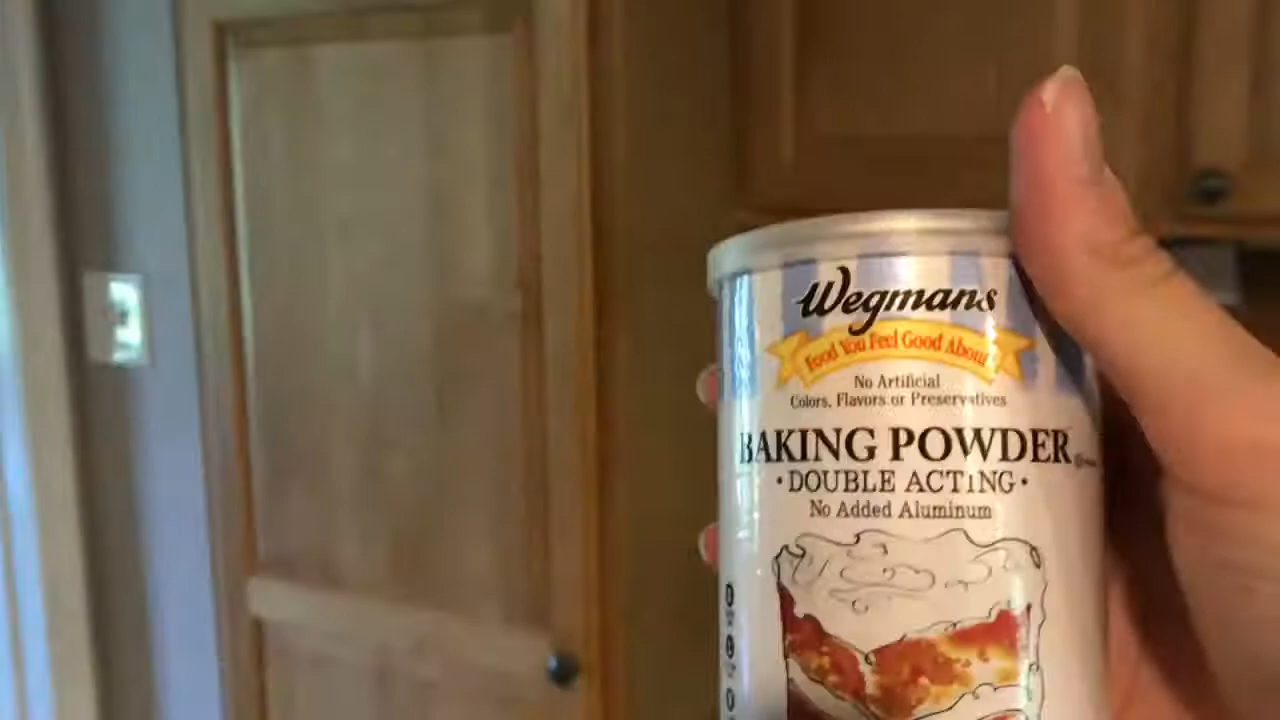 Wegmans
Food You Feel Good About
No Artificial
Colors, Flavors or Preservatives
BAKING POWDER
• DOUBLE ACTING •
No Added Aluminum